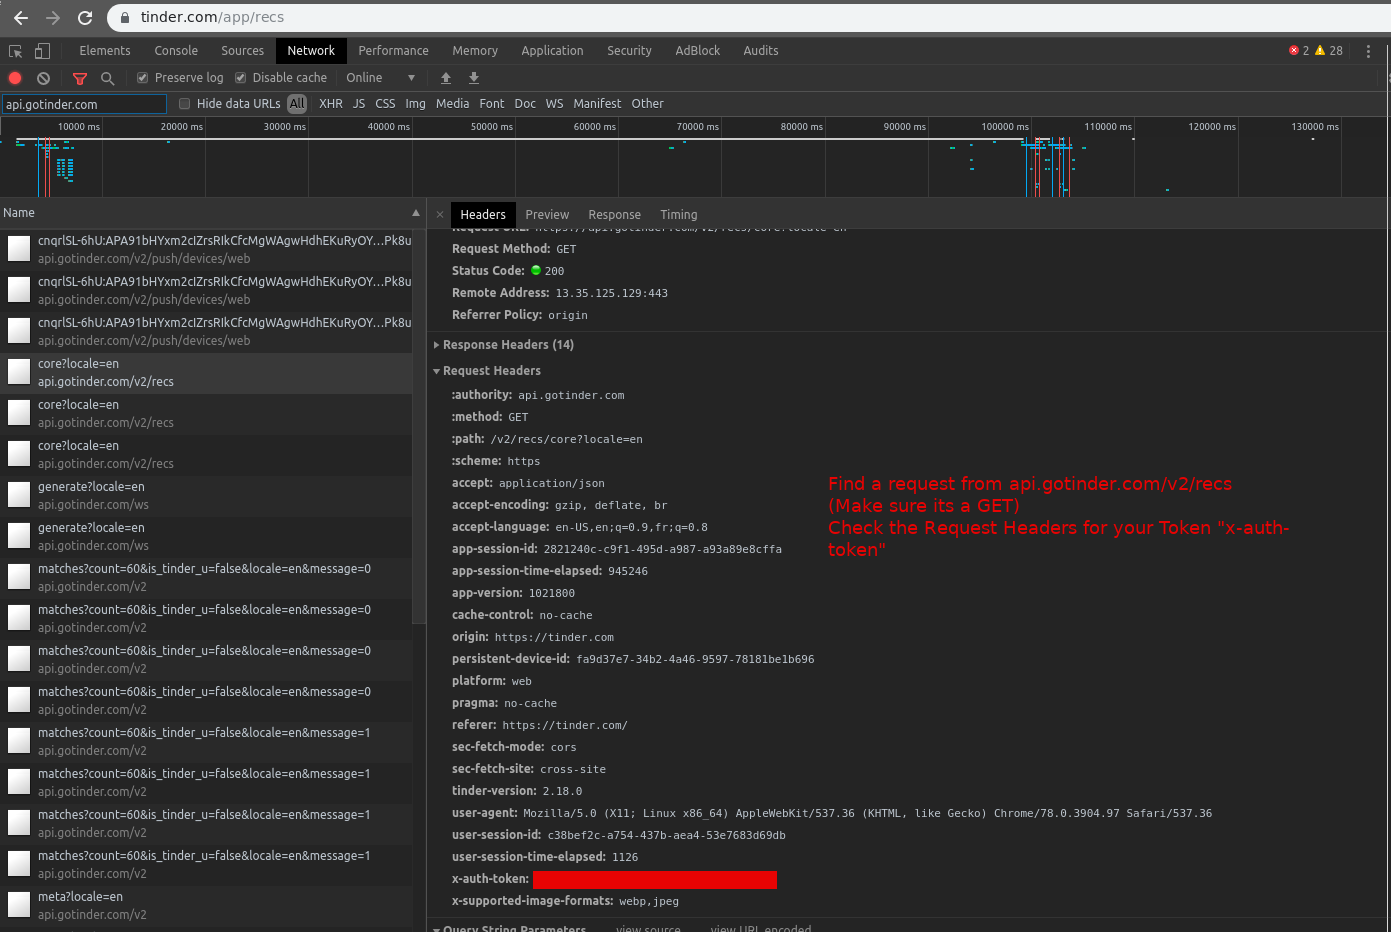 tinder.com/app/recs
Elements Console Sources Network Performance Memory Application Security AdBlock Audits 2 28
Preserve log Disable cache Online
api.gotinder.com Hide data URLs All XHR JS CSS Img Media Font Doc WS Manifest Other
10000 ms 20000 ms 30000 ms 40000 ms 50000 ms 60000 ms 70000 ms 80000 ms 90000 ms 100000 ms 110000 ms 120000 ms 130000 ms
Name
cnqrlSL-6hU:APA91bHYxm2cIZrsRIkCfcMgWAgwHdhEKuRyOY…Pk8u
api.gotinder.com/v2/push/devices/web
cnqrlSL-6hU:APA91bHYxm2cIZrsRIkCfcMgWAgwHdhEKuRyOY…Pk8u
api.gotinder.com/v2/push/devices/web
cnqrlSL-6hU:APA91bHYxm2cIZrsRIkCfcMgWAgwHdhEKuRyOY…Pk8u
api.gotinder.com/v2/push/devices/web
core?locale=en
api.gotinder.com/v2/recs
core?locale=en
api.gotinder.com/v2/recs
core?locale=en
api.gotinder.com/v2/recs
generate?locale=en
api.gotinder.com/ws
generate?locale=en
api.gotinder.com/ws
matches?count=60&is_tinder_u=false&locale=en&message=0
api.gotinder.com/v2
matches?count=60&is_tinder_u=false&locale=en&message=0
api.gotinder.com/v2
matches?count=60&is_tinder_u=false&locale=en&message=0
api.gotinder.com/v2
matches?count=60&is_tinder_u=false&locale=en&message=0
api.gotinder.com/v2
matches?count=60&is_tinder_u=false&locale=en&message=1
api.gotinder.com/v2
matches?count=60&is_tinder_u=false&locale=en&message=1
api.gotinder.com/v2
matches?count=60&is_tinder_u=false&locale=en&message=1
api.gotinder.com/v2
matches?count=60&is_tinder_u=false&locale=en&message=1
api.gotinder.com/v2
meta?locale=en
api.gotinder.com/v2
Headers Preview Response Timing
Request URL: https://api.gotinder.com/v2/recs/core?locale=en
Request Method: GET
Status Code: 200
Remote Address: 13.35.125.129:443
Referrer Policy: origin
Response Headers (14)
Request Headers
:authority: api.gotinder.com
:method: GET
:path: /v2/recs/core?locale=en
:scheme: https
accept: application/json
accept-encoding: gzip, deflate, br
accept-language: en-US,en;q=0.9,fr;q=0.8
app-session-id: 2821240c-c9f1-495d-a987-a93a89e8cffa
app-session-time-elapsed: 945246
app-version: 1021800
cache-control: no-cache
origin: https://tinder.com
persistent-device-id: fa9d37e7-34b2-4a46-9597-78181be1b696
platform: web
pragma: no-cache
referer: https://tinder.com/
sec-fetch-mode: cors
sec-fetch-site: cross-site
tinder-version: 2.18.0
user-agent: Mozilla/5.0 (X11; Linux x86_64) AppleWebKit/537.36 (KHTML, like Gecko) Chrome/78.0.3904.97 Safari/537.36
user-session-id: c38bef2c-a754-437b-aea4-53e7683d69db
user-session-time-elapsed: 1126
x-auth-token:
x-supported-image-formats: webp,jpeg
Query String Parameters view source view URL encoded
Find a request from api.gotinder.com/v2/recs
(Make sure its a GET)
Check the Request Headers for your Token "x-auth-
token"